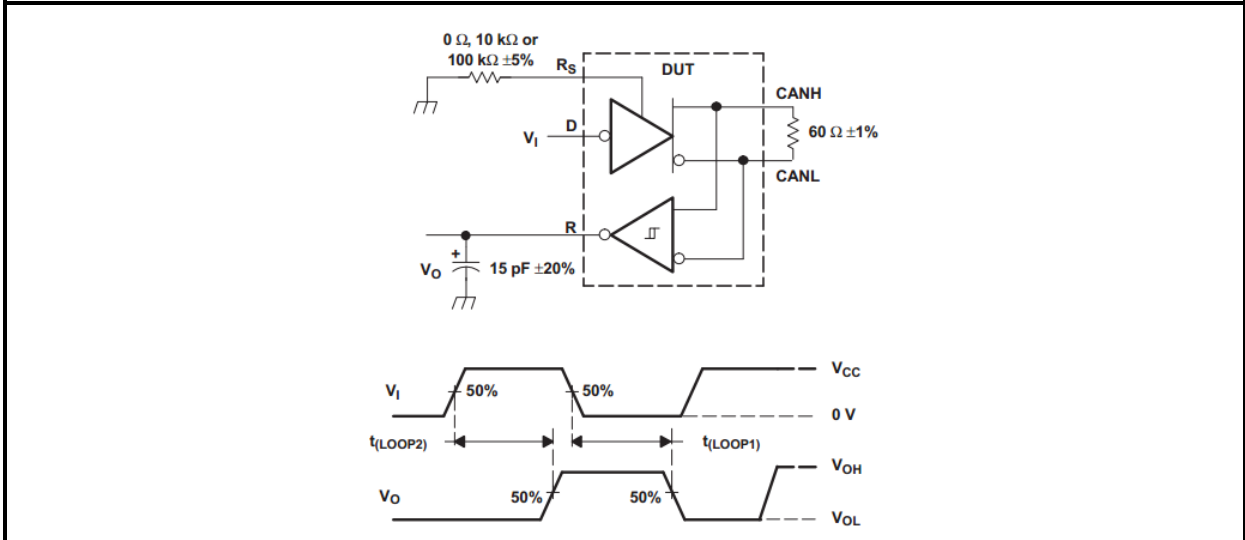 0 Ω, 10 kΩ or
100 kΩ ±5%
RS
DUT
CANH
VI
D
60 Ω ±1%
CANL
R
+
VO
15 pF ±20%
VI
50%
50%
VCC
0 V
t(LOOP2)
t(LOOP1)
VO
50%
50%
VOH
VOL